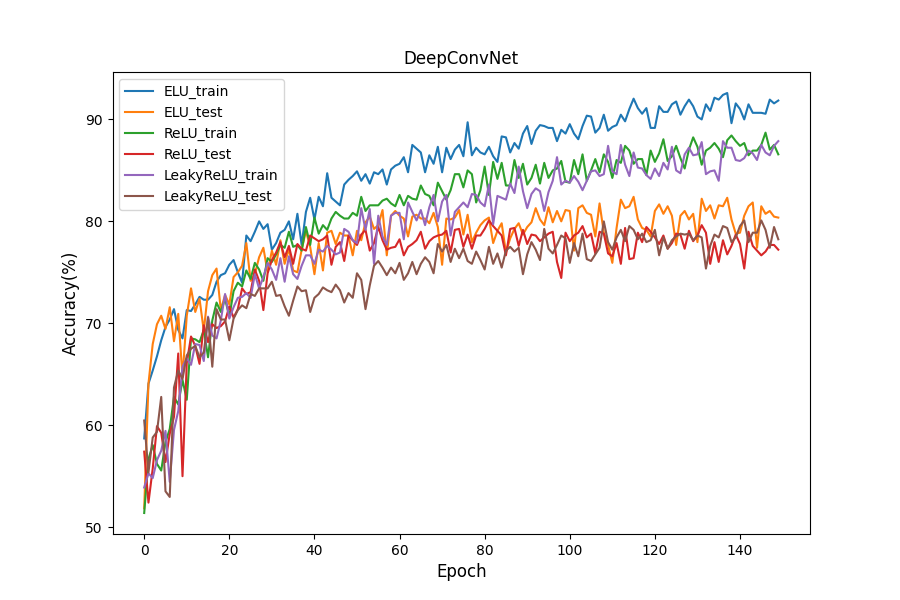 DeepConvNet
ELU_train
ELU_test
ReLU_train
ReLU_test
LeakyReLU_train
LeakyReLU_test
Accuracy(%)
90
80
70
60
50
0 20 40 60 80 100 120 140
Epoch